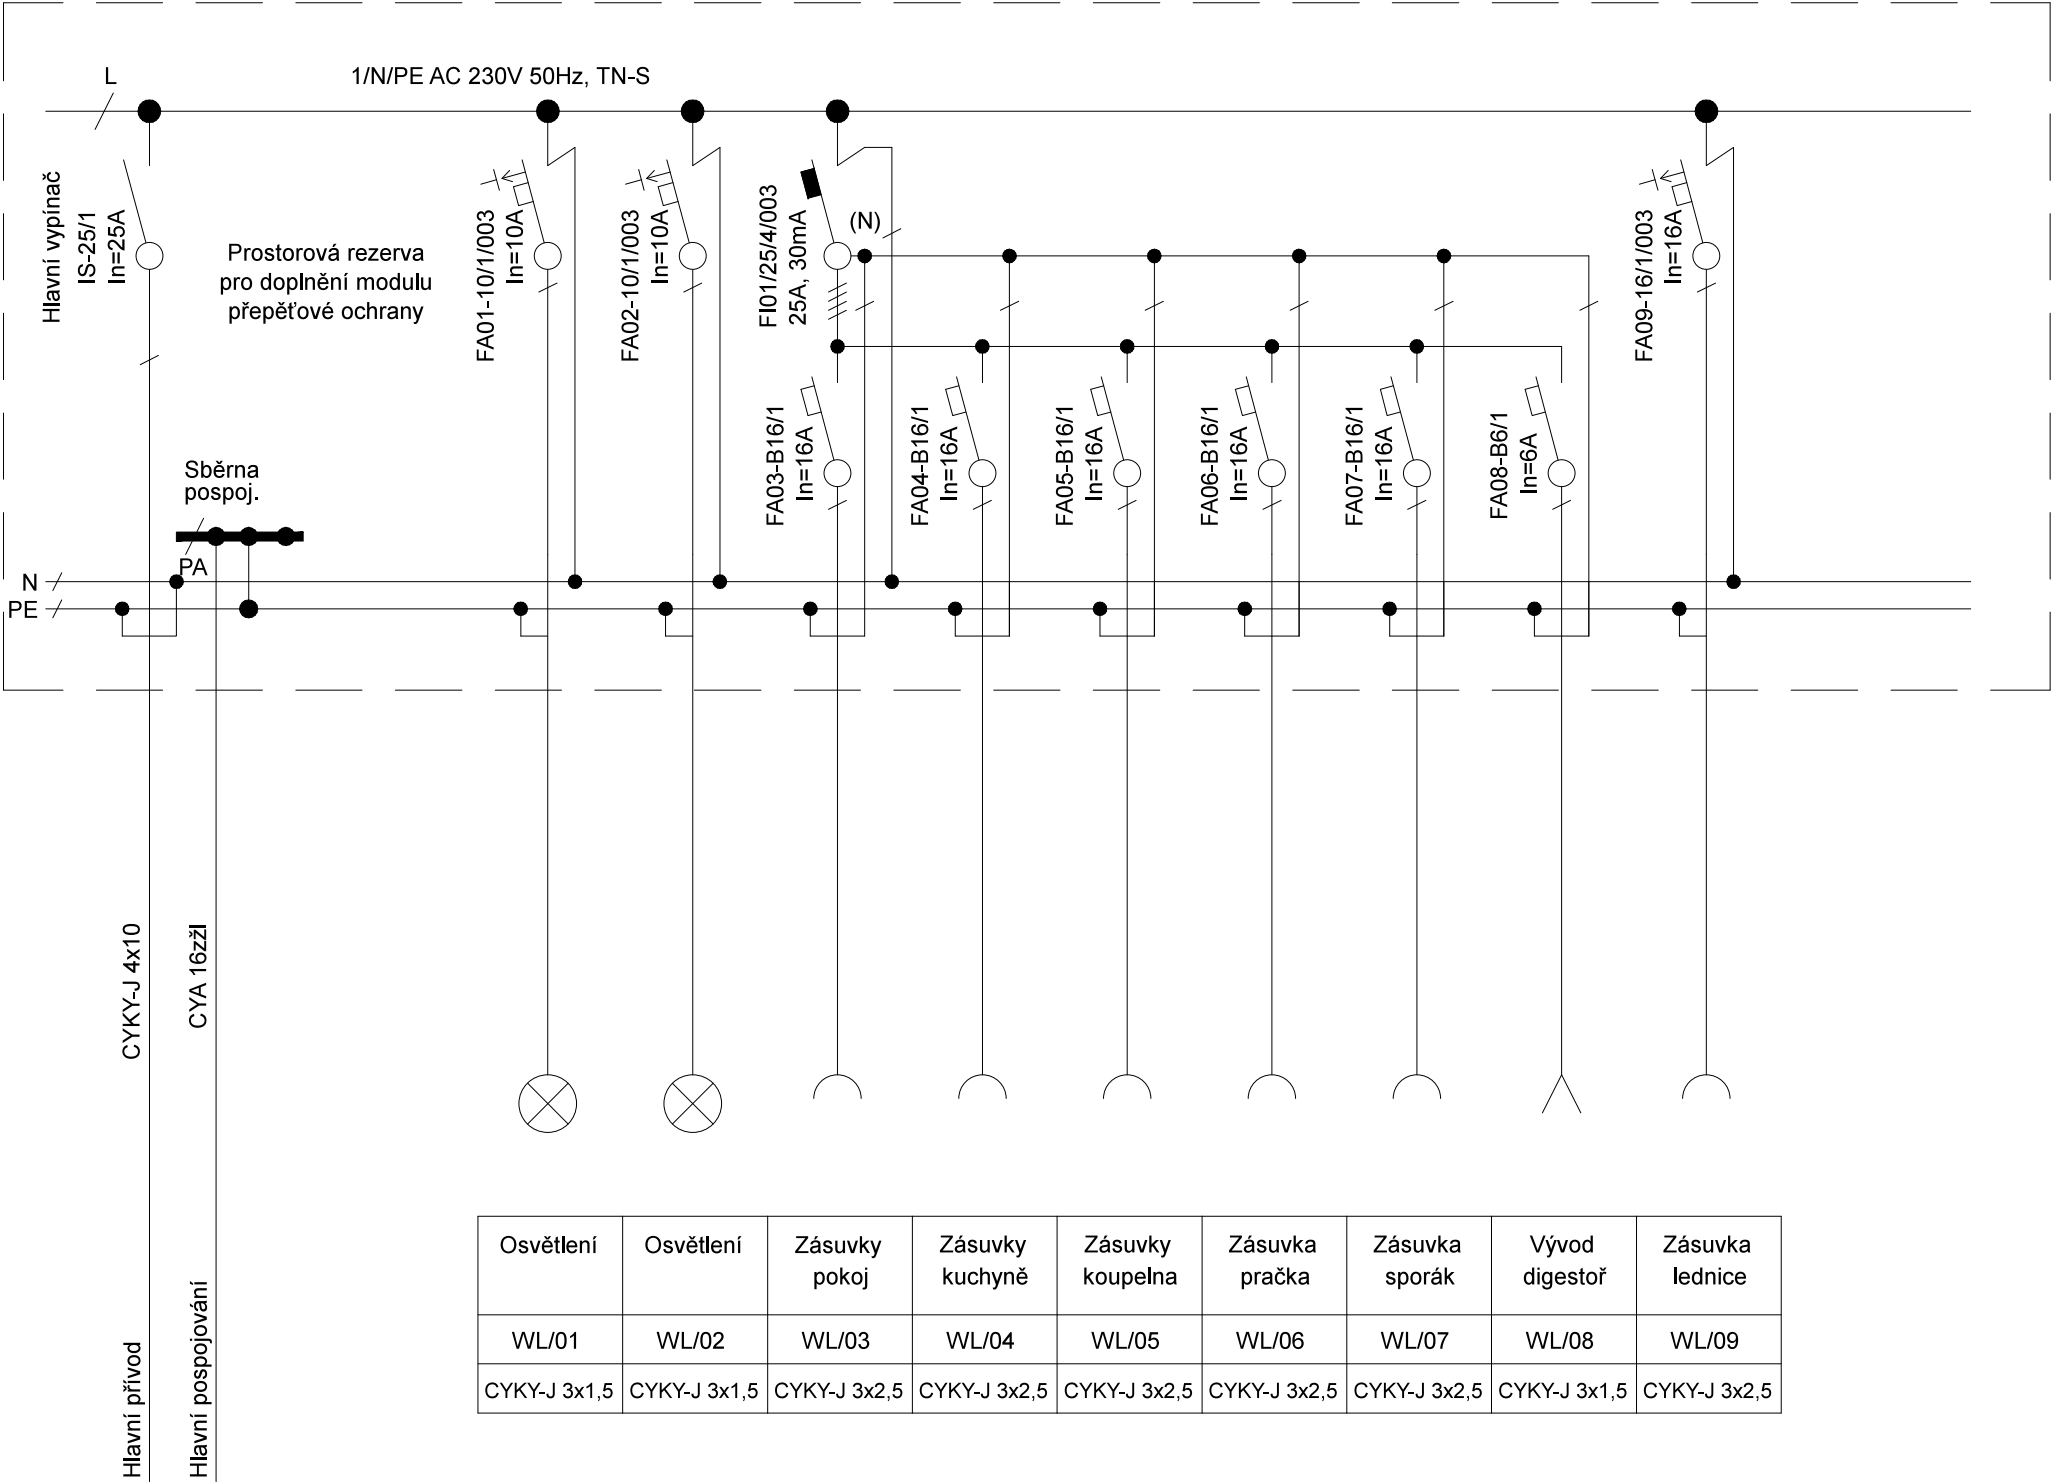 L
1/N/PE AC 230V 50Hz, TN-S
Hlavní vypínač
IS-25/1
In=25A
Prostorová rezerva
pro doplnění modulu
přepěťové ochrany
FA01-10/1/003
In=10A
FA02-10/1/003
In=10A
FI01/25/4/003
25A, 30mA
(N)
FA09-16/1/003
In=16A
FA03-B16/1
In=16A
FA04-B16/1
In=16A
FA05-B16/1
In=16A
FA06-B16/1
In=16A
FA07-B16/1
In=16A
FA08-B6/1
In=6A
Sběrna
pospoj.
PA
N
PE
CYKY-J 4x10
CYA 16zžl
Hlavní přívod
Hlavní pospojování
Osvětlení
Osvětlení
Zásuvky
pokoj
Zásuvky
kuchyně
Zásuvky
koupelna
Zásuvka
pračka
Zásuvka
sporák
Vývod
digestoř
Zásuvka
lednice
WL/01
WL/02
WL/03
WL/04
WL/05
WL/06
WL/07
WL/08
WL/09
CYKY-J 3x1,5
CYKY-J 3x1,5
CYKY-J 3x2,5
CYKY-J 3x2,5
CYKY-J 3x2,5
CYKY-J 3x2,5
CYKY-J 3x2,5
CYKY-J 3x1,5
CYKY-J 3x2,5